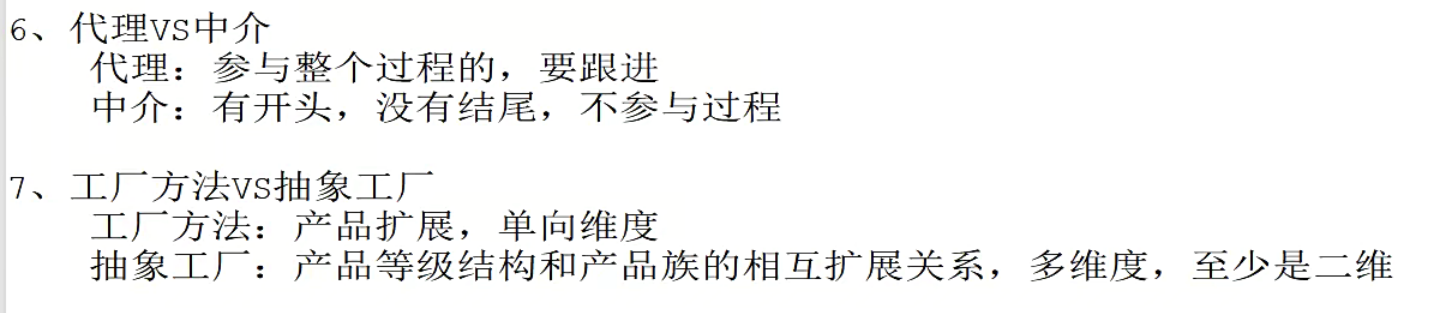 6、代理VS中介
代理：参与整个过程的，要跟进
中介：有开头，没有结尾，不参与过程
7、工厂方法VS抽象工厂
工厂方法：产品扩展，单向维度
抽象工厂：产品等级结构和产品族的相互扩展关系，多维度，至少是二维